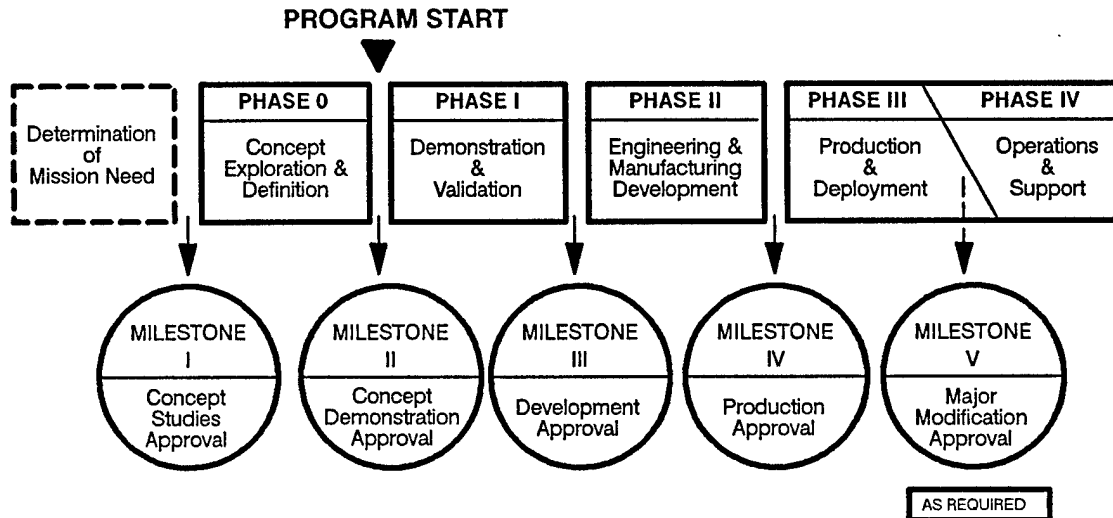 PROGRAM START
Determination
of
Mission Need
PHASE 0
Concept
Exploration &
Definition
PHASE I
Demonstration
&
Validation
PHASE II
Engineering &
Manufacturing
Development
PHASE III
Production
&
Deployment
PHASE IV
Operations
&
Support
MILESTONE
I
Concept
Studies
Approval
MILESTONE
II
Concept
Demonstration
Approval
MILESTONE
III
Development
Approval
MILESTONE
IV
Production
Approval
MILESTONE
V
Major
Modification
Approval
AS REQUIRED